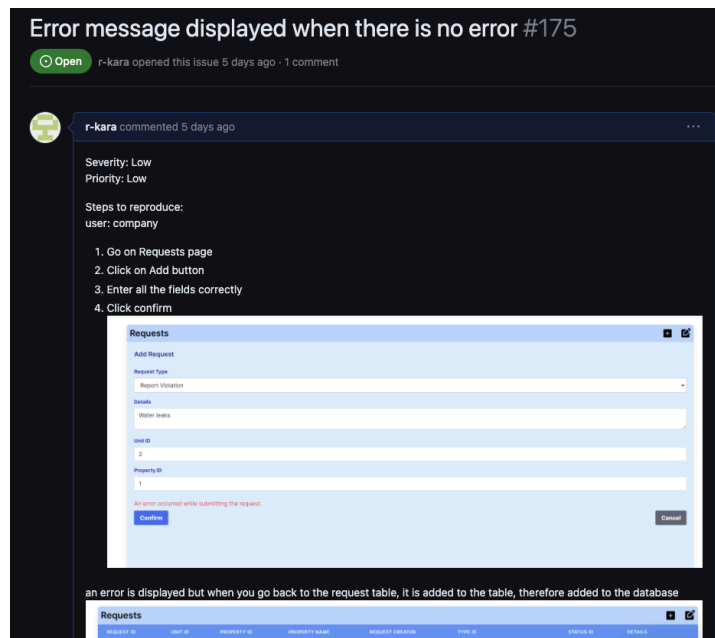 Error message displayed when there is no error #175
Open r-kara opened this issue 5 days ago · 1 comment
r-kara commented 5 days ago
Severity: Low
Priority: Low
Steps to reproduce:
user: company
1. Go on Requests page
2. Click on Add button
3. Enter all the fields correctly
4. Click confirm
Requests
Add Request
Request Type
Report Violation
Details
Water leaks
Unit ID
2
Property ID
1
An error occurred while submitting the request.
Confirm Cancel
an error is displayed but when you go back to the request table, it is added to the table, therefore added to the database
Requests
REQUEST ID UNIT ID PROPERTY ID PROPERTY NAME REQUEST CREATOR TYPE ID STATUS ID DETAILS